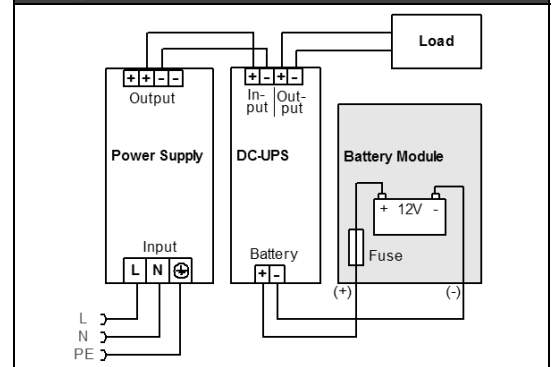 Load
+ + - -
Output
+ - + -
In-
put
Out-
put
Power Supply
DC-UPS
Battery Module
+ 12V -
Input
L N
Battery
+ -
Fuse
(+)
(-)
L
N
PE